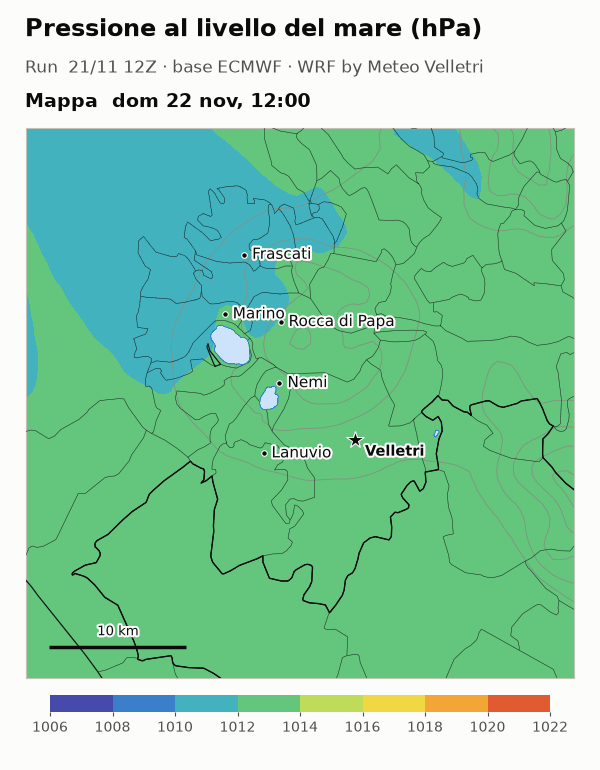 Pressione al livello del mare (hPa)
Run 21/11 12Z · base ECMWF · WRF by Meteo Velletri
Mappa dom 22 nov, 12:00
Frascati
Marino
Rocca di Papa
Nemi
Velletri
Lanuvio
10 km
1006 1008 1010 1012 1014 1016 1018 1020 1022